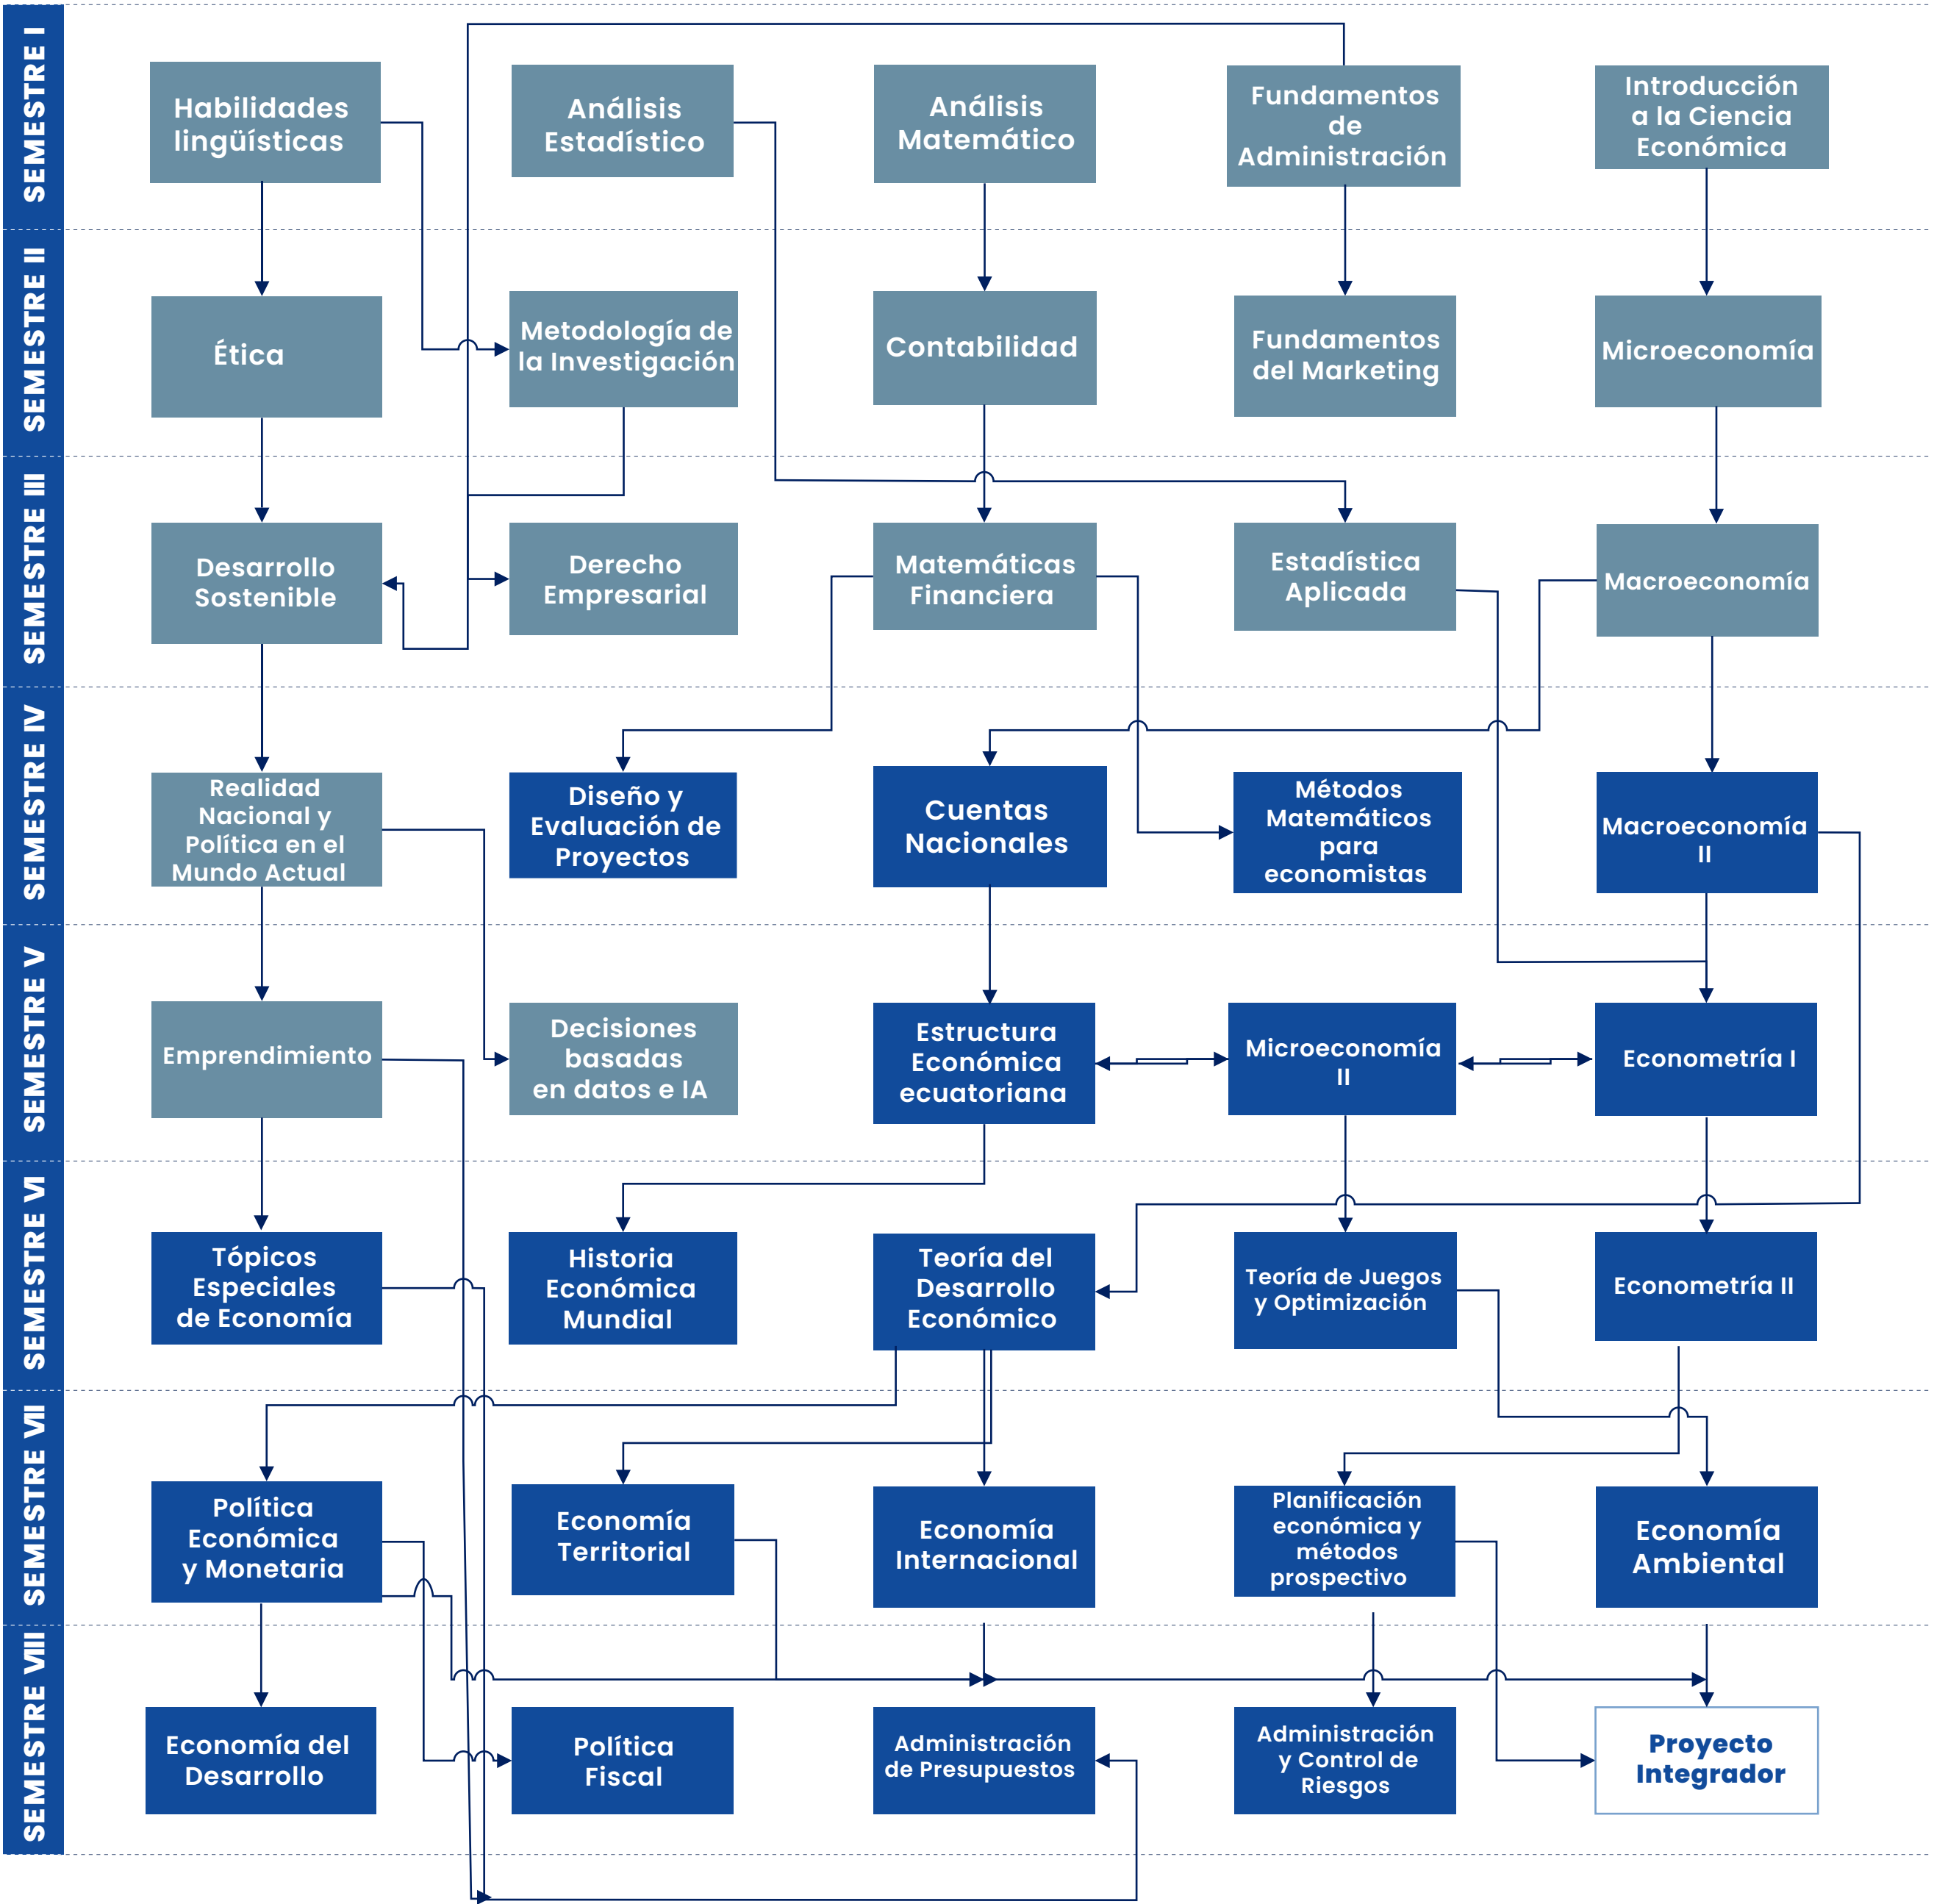 SEMESTRE I
Habilidades
lingüísticas
Análisis
Estadístico
Análisis
Matemático
Fundamentos
de
Administración
Introducción
a la Ciencia
Económica
SEMESTRE II
Ética
Metodología de
la Investigación
Contabilidad
Fundamentos
del Marketing
Microeconomía
SEMESTRE III
Desarrollo
Sostenible
Derecho
Empresarial
Matemáticas
Financiera
Estadística
Aplicada
Macroeconomía
SEMESTRE IV
Realidad
Nacional y
Política en el
Mundo Actual
Diseño y
Evaluación de
Proyectos
Cuentas
Nacionales
Métodos
Matemáticos
para
economistas
Macroeconomía
II
SEMESTRE V
Emprendimiento
Decisiones
basadas
en datos e IA
Estructura
Económica
ecuatoriana
Microeconomía
II
Econometría I
SEMESTRE VI
Tópicos
Especiales
de Economía
Historia
Económica
Mundial
Teoría del
Desarrollo
Económico
Teoría de Juegos
y Optimización
Econometría II
SEMESTRE VII
Política
Económica
y Monetaria
Economía
Territorial
Economía
Internacional
Planificación
económica y
métodos
prospectivo
Economía
Ambiental
SEMESTRE VIII
Economía del
Desarrollo
Política
Fiscal
Administración
de Presupuestos
Administración
y Control de
Riesgos
Proyecto
Integrador